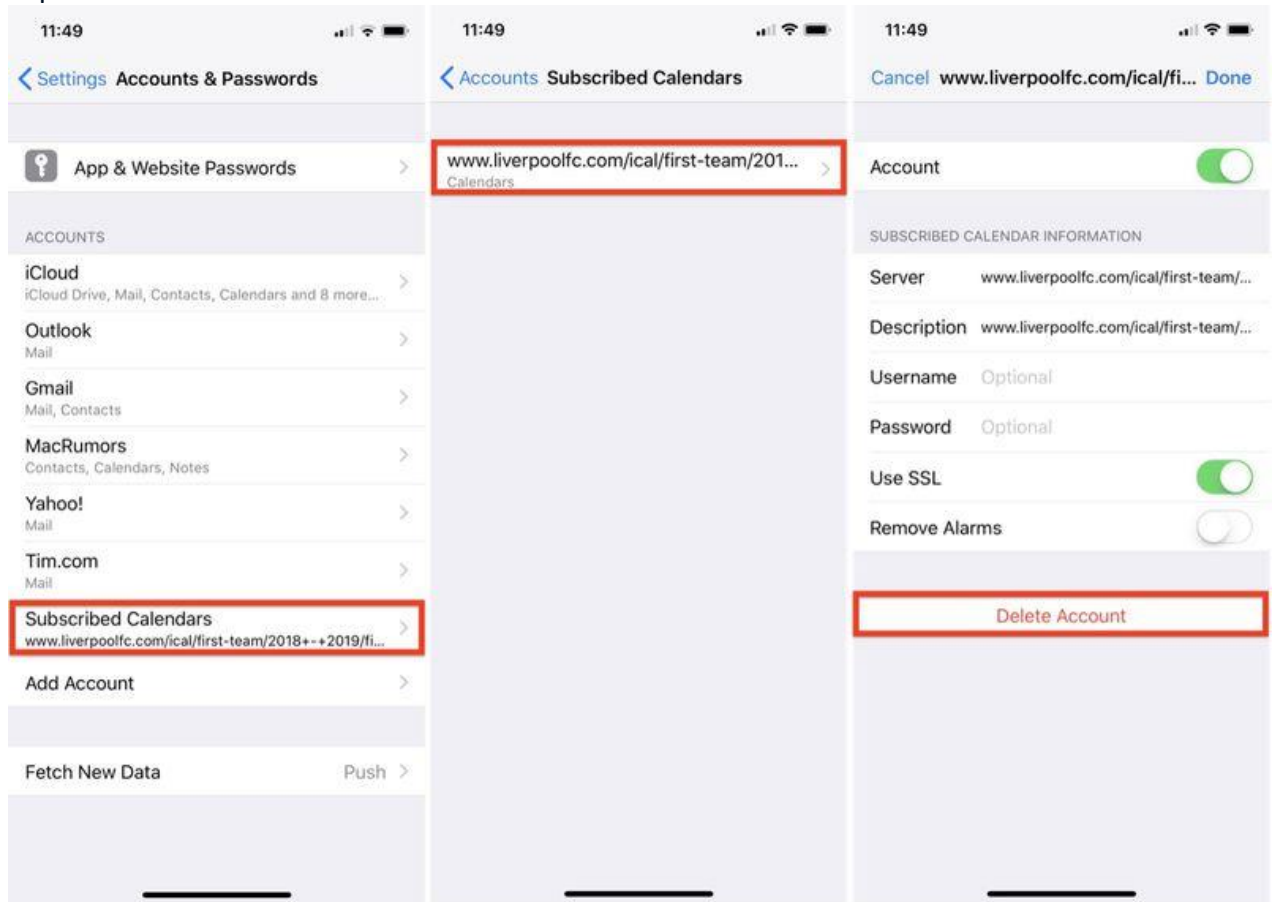 11:49
Settings Accounts & Passwords
App & Website Passwords
ACCOUNTS
iCloud
iCloud Drive, Mail, Contacts, Calendars and 8 more...
Outlook
Mail
Gmail
Mail, Contacts
MacRumors
Contacts, Calendars, Notes
Yahoo!
Mail
Tim.com
Mail
Subscribed Calendars
www.liverpoolfc.com/ical/first-team/2018+-+2019/fi...
Add Account
Fetch New Data Push
11:49
Accounts Subscribed Calendars
www.liverpoolfc.com/ical/first-team/201...
Calendars
11:49
Cancel www.liverpoolfc.com/ical/fi... Done
Account
SUBSCRIBED CALENDAR INFORMATION
Server www.liverpoolfc.com/ical/first-team/...
Description www.liverpoolfc.com/ical/first-team/...
Username Optional
Password Optional
Use SSL
Remove Alarms
Delete Account